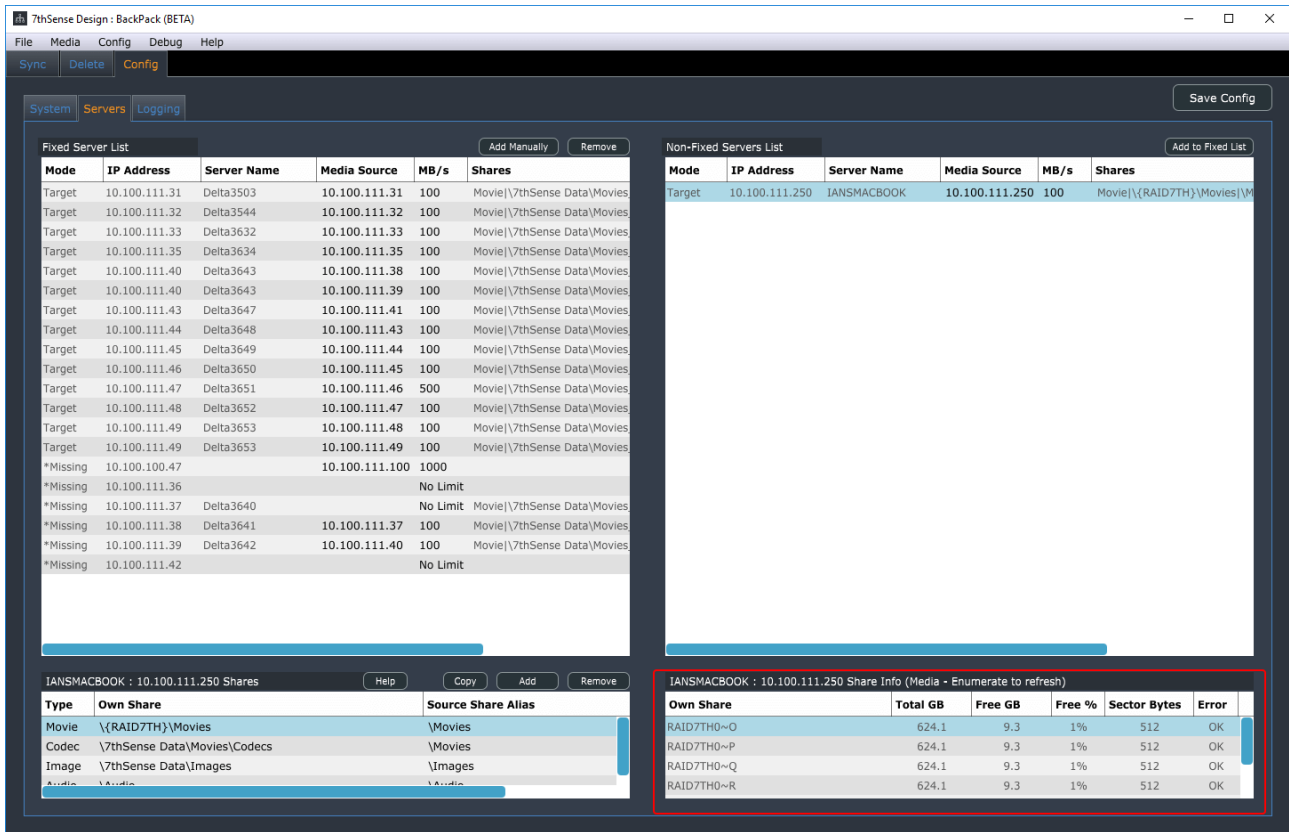 7thSense Design : BackPack (BETA)
File Media Config Debug Help
Sync Delete Config
Save Config
System Servers Logging
Fixed Server List Add Manually Remove
Mode IP Address Server Name Media Source MB/s Shares
Target 10.100.111.31 Delta3503 10.100.111.31 100 Movie|\7thSense Data\Movies
Target 10.100.111.32 Delta3544 10.100.111.32 100 Movie|\7thSense Data\Movies
Target 10.100.111.33 Delta3632 10.100.111.33 100 Movie|\7thSense Data\Movies
Target 10.100.111.35 Delta3634 10.100.111.35 100 Movie|\7thSense Data\Movies
Target 10.100.111.40 Delta3643 10.100.111.38 100 Movie|\7thSense Data\Movies
Target 10.100.111.40 Delta3643 10.100.111.39 100 Movie|\7thSense Data\Movies
Target 10.100.111.43 Delta3647 10.100.111.41 100 Movie|\7thSense Data\Movies
Target 10.100.111.44 Delta3648 10.100.111.43 100 Movie|\7thSense Data\Movies
Target 10.100.111.45 Delta3649 10.100.111.44 100 Movie|\7thSense Data\Movies
Target 10.100.111.46 Delta3650 10.100.111.45 100 Movie|\7thSense Data\Movies
Target 10.100.111.47 Delta3651 10.100.111.46 500 Movie|\7thSense Data\Movies
Target 10.100.111.48 Delta3652 10.100.111.47 100 Movie|\7thSense Data\Movies
Target 10.100.111.49 Delta3653 10.100.111.48 100 Movie|\7thSense Data\Movies
Target 10.100.111.49 Delta3653 10.100.111.49 100 Movie|\7thSense Data\Movies
*Missing 10.100.100.47 10.100.111.100 1000
*Missing 10.100.111.36 No Limit
*Missing 10.100.111.37 Delta3640 No Limit Movie|\7thSense Data\Movies
*Missing 10.100.111.38 Delta3641 10.100.111.37 100 Movie|\7thSense Data\Movies
*Missing 10.100.111.39 Delta3642 10.100.111.40 100 Movie|\7thSense Data\Movies
*Missing 10.100.111.42 No Limit
Non-Fixed Servers List Add to Fixed List
Mode IP Address Server Name Media Source MB/s Shares
Target 10.100.111.250 IANSMACBOOK 10.100.111.250 100 Movie|\{RAID7TH}\Movies|\M
IANSMACBOOK : 10.100.111.250 Shares Help Copy Add Remove
Type Own Share Source Share Alias
Movie \{RAID7TH}\Movies \Movies
Codec \7thSense Data\Movies\Codecs \Movies
Image \7thSense Data\Images \Images
Audio \Audio \Audio
IANSMACBOOK : 10.100.111.250 Share Info (Media - Enumerate to refresh)
Own Share Total GB Free GB Free % Sector Bytes Error
RAID7TH0~O 624.1 9.3 1% 512 OK
RAID7TH0~P 624.1 9.3 1% 512 OK
RAID7TH0~Q 624.1 9.3 1% 512 OK
RAID7TH0~R 624.1 9.3 1% 512 OK